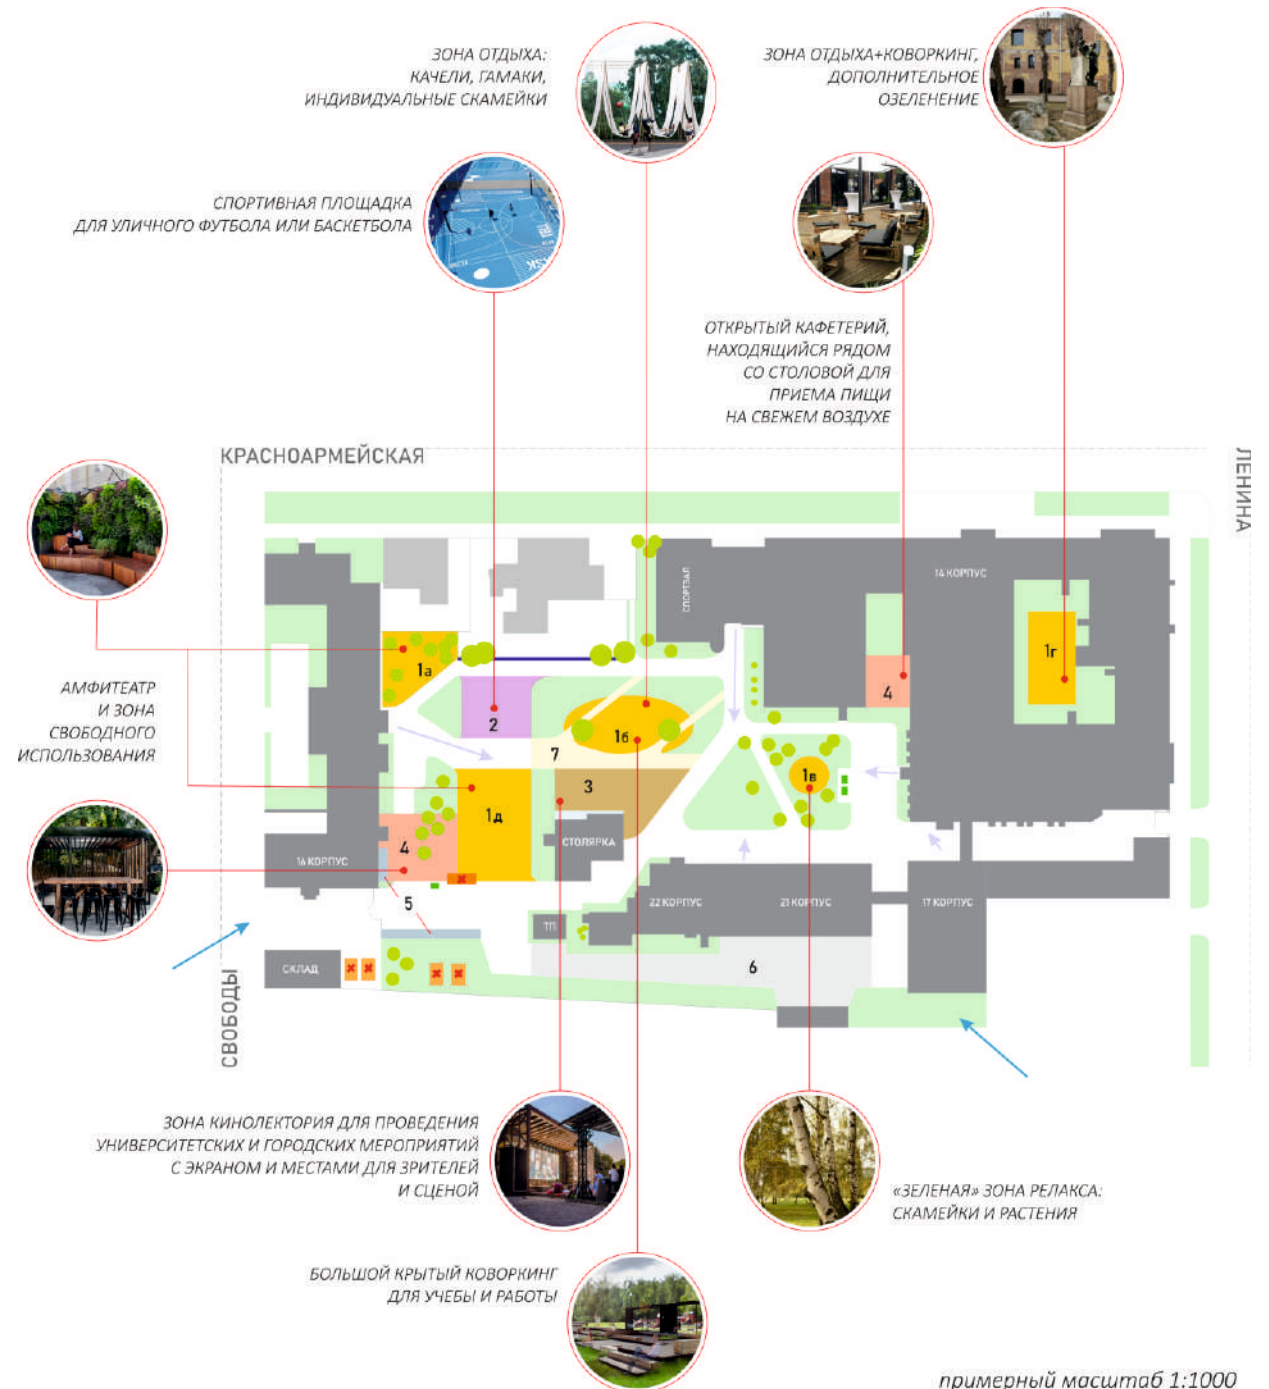 ЗОНА ОТДЫХА:
КАЧЕЛИ, ГАМАКИ,
ИНДИВИДУАЛЬНЫЕ СКАМЕЙКИ
ЗОНА ОТДЫХА+КОВОРКИНГ,
ДОПОЛНИТЕЛЬНОЕ
ОЗЕЛЕНЕНИЕ
СПОРТИВНАЯ ПЛОЩАДКА
ДЛЯ УЛИЧНОГО ФУТБОЛА ИЛИ БАСКЕТБОЛА
ОТКРЫТЫЙ КАФЕТЕРИЙ,
НАХОДЯЩИЙСЯ РЯДОМ
СО СТОЛОВОЙ ДЛЯ
ПРИЕМА ПИЩИ
НА СВЕЖЕМ ВОЗДУХЕ
КРАСНОАРМЕЙСКАЯ
ЛЕНИНА
СПОРТЗАЛ
14 КОРПУС
1а
1г
4
2
1б
7
3
1в
1д
АМФИТЕАТР
И ЗОНА
СВОБОДНОГО
ИСПОЛЬЗОВАНИЯ
СТОЛЯРКА
4
16 КОРПУС
5
22 КОРПУС
21 КОРПУС
17 КОРПУС
ТП
6
СКЛАД
СВОБОДЫ
ЗОНА КИНОЛЕКТОРИЯ ДЛЯ ПРОВЕДЕНИЯ
УНИВЕРСИТЕТСКИХ И ГОРОДСКИХ МЕРОПРИЯТИЙ
С ЭКРАНОМ И МЕСТАМИ ДЛЯ ЗРИТЕЛЕЙ
И СЦЕНОЙ
«ЗЕЛЕНАЯ» ЗОНА РЕЛАКСА:
СКАМЕЙКИ И РАСТЕНИЯ
БОЛЬШОЙ КРЫТЫЙ КОВОРКИНГ
ДЛЯ УЧЕБЫ И РАБОТЫ
примерный масштаб 1:1000